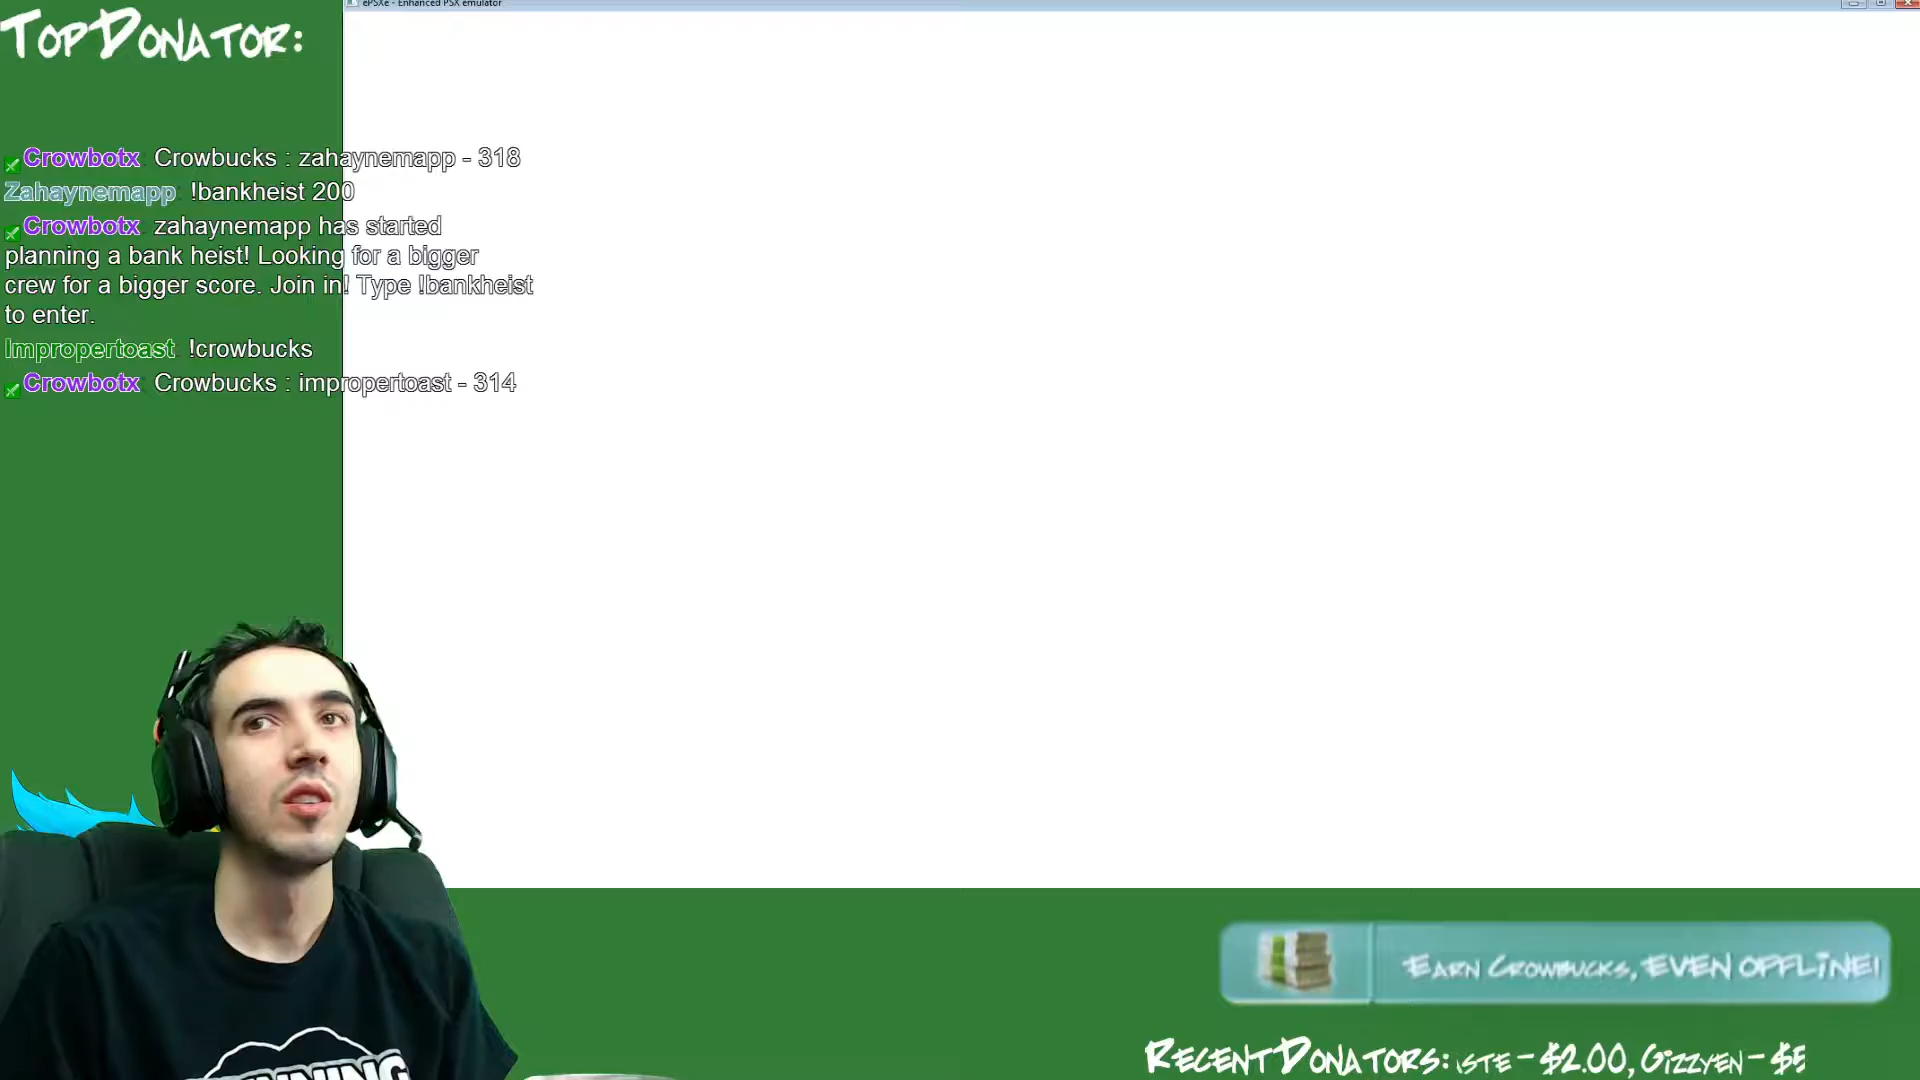 ePSXe - Enhanced PSX emulator
TopDonator:
Crowbotx: Crowbucks : zahaynemapp - 318
Zahaynemapp: !bankheist 200
Crowbotx: zahaynemapp has started
planning a bank heist! Looking for a bigger
crew for a bigger score. Join in! Type !bankheist
to enter.
Impropertoast: !crowbucks
Crowbotx: Crowbucks : impropertoast - 314
Earn Crowbucks, EVEN OFFLINE!
RecentDonators: iste - $2.00, Gizzyen - $5